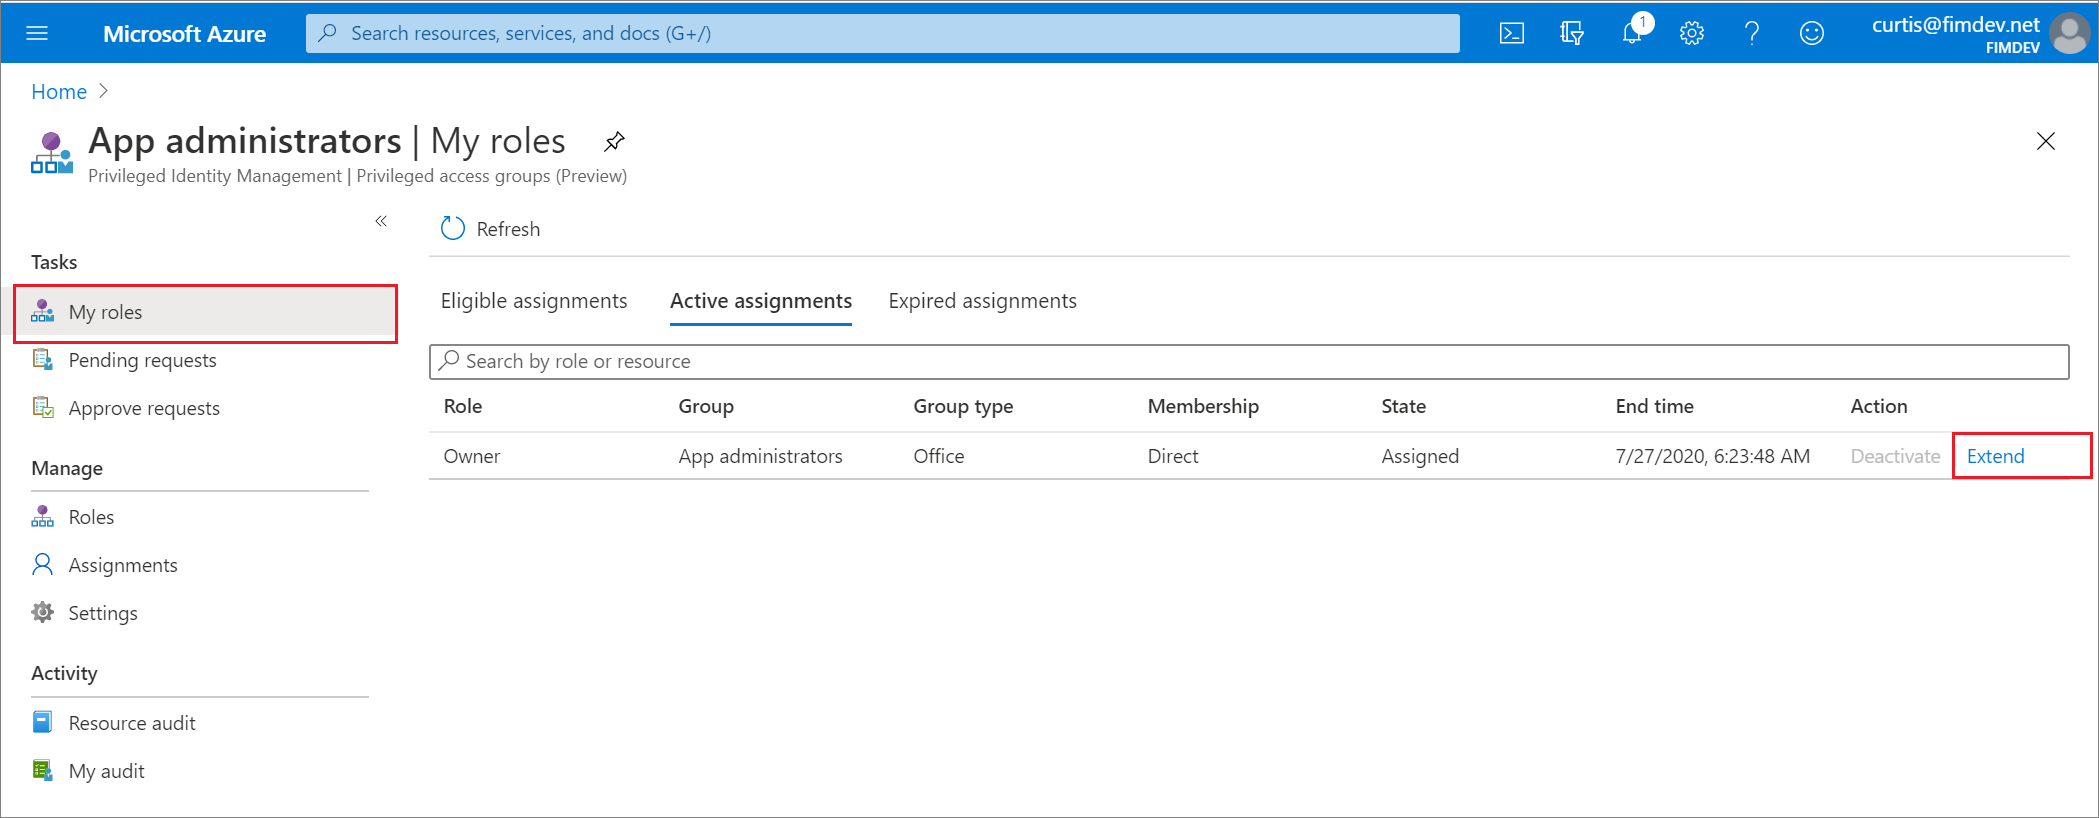 Microsoft Azure
Search resources, services, and docs (G+/)
1
curtis@fimdev.net
FIMDEV
Home
App administrators | My roles
Privileged Identity Management | Privileged access groups (Preview)
«
Refresh
Tasks
My roles
Pending requests
Approve requests
Manage
Roles
Assignments
Settings
Activity
Resource audit
My audit
Eligible assignments Active assignments Expired assignments
Search by role or resource
Role Group Group type Membership State End time Action
Owner App administrators Office Direct Assigned 7/27/2020, 6:23:48 AM Deactivate Extend